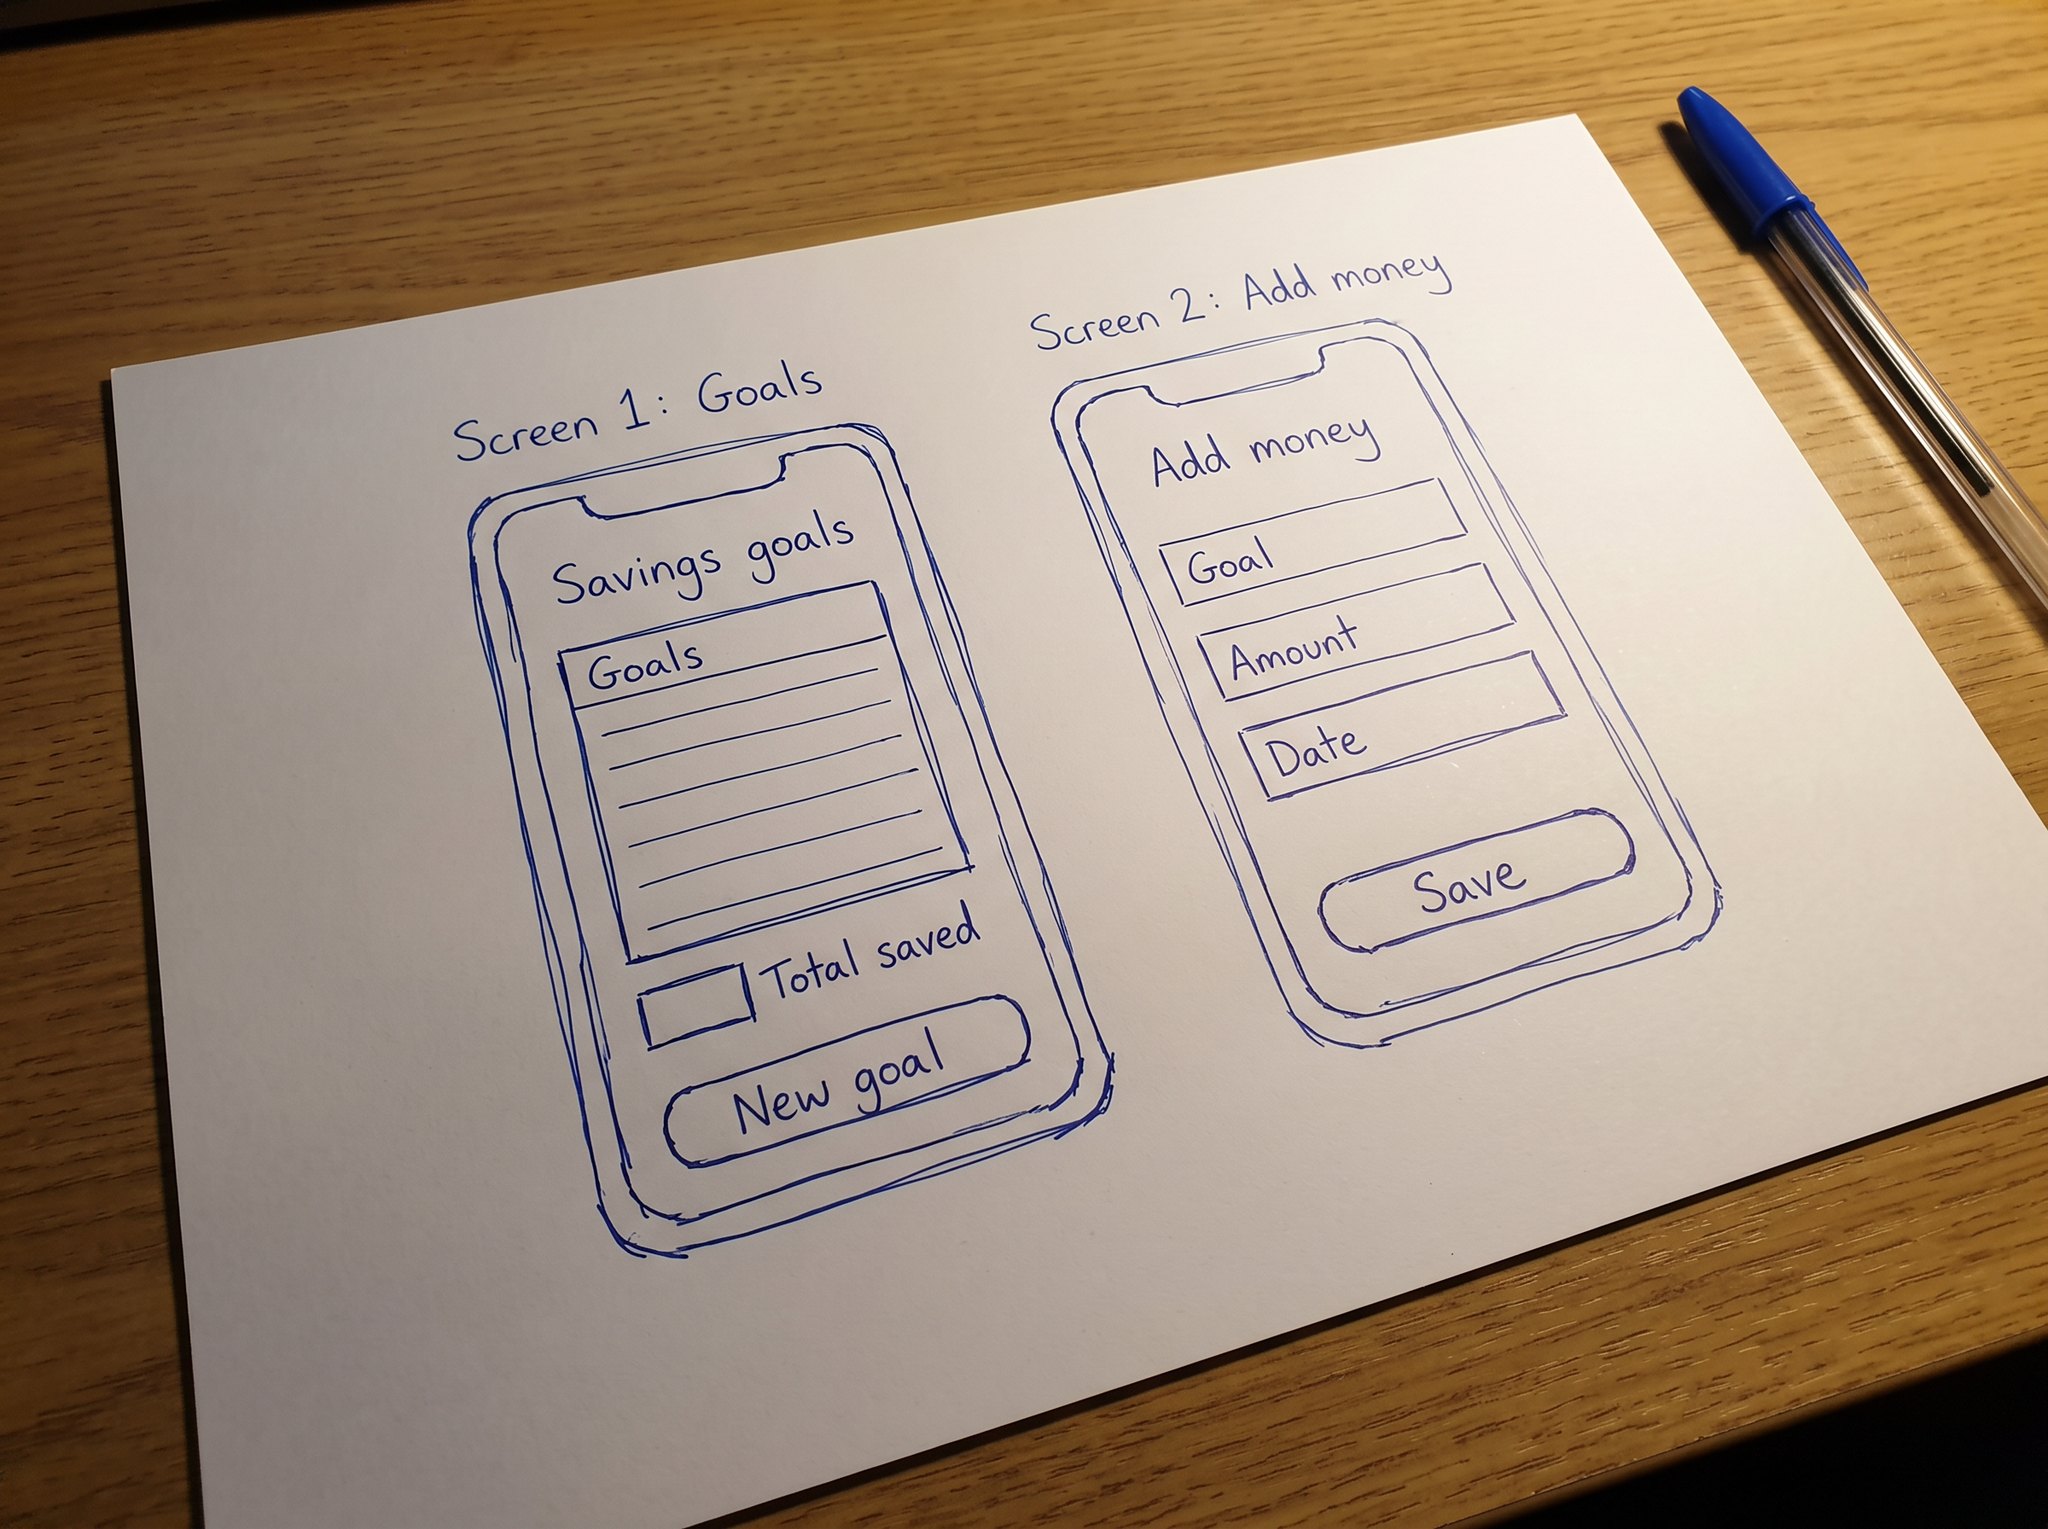 Screen 1: Goals
Savings goals
Goals
Total saved
New goal
Screen 2: Add money
Add money
Goal
Amount
Date
Save